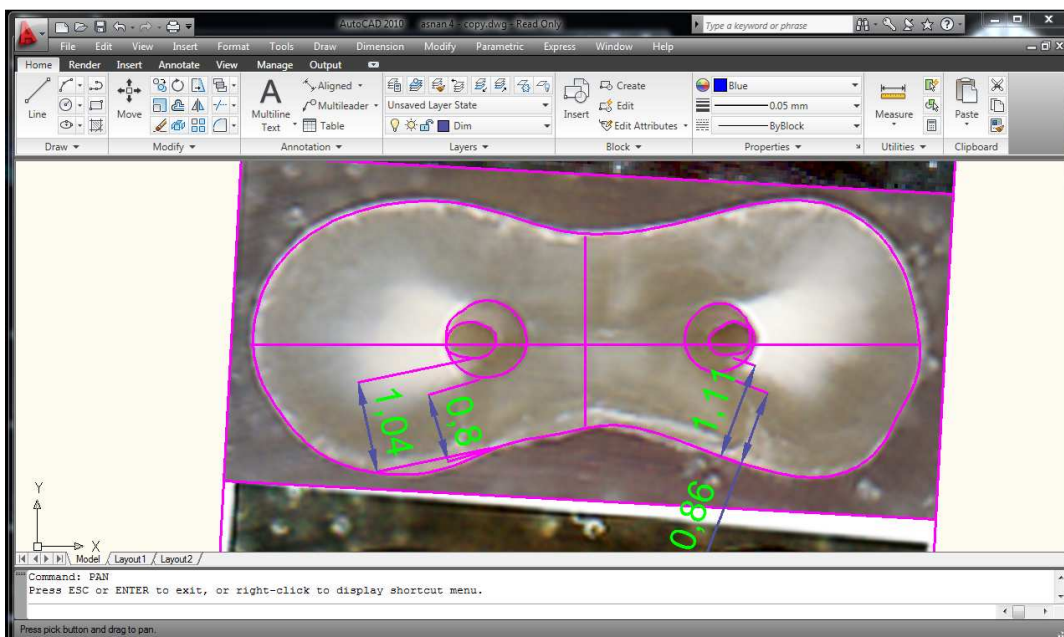 AutoCAD 2010 asnan 4 - copy.dwg - Read Only
Type a keyword or phrase
File Edit View Insert Format Tools Draw Dimension Modify Parametric Express Window Help
Home Render Insert Annotate View Manage Output
Line
Move
A
Multiline
Text
Aligned
Multileader
Table
Unsaved Layer State
Dim
Insert
Create
Edit
Edit Attributes
Blue
0.05 mm
ByBlock
Measure
Paste
Draw Modify Annotation Layers Block Properties Utilities Clipboard
1,04
0,8
1,11
0,86
Y
X
Model Layout1 Layout2
Command: PAN
Press ESC or ENTER to exit, or right-click to display shortcut menu.
Press pick button and drag to pan.